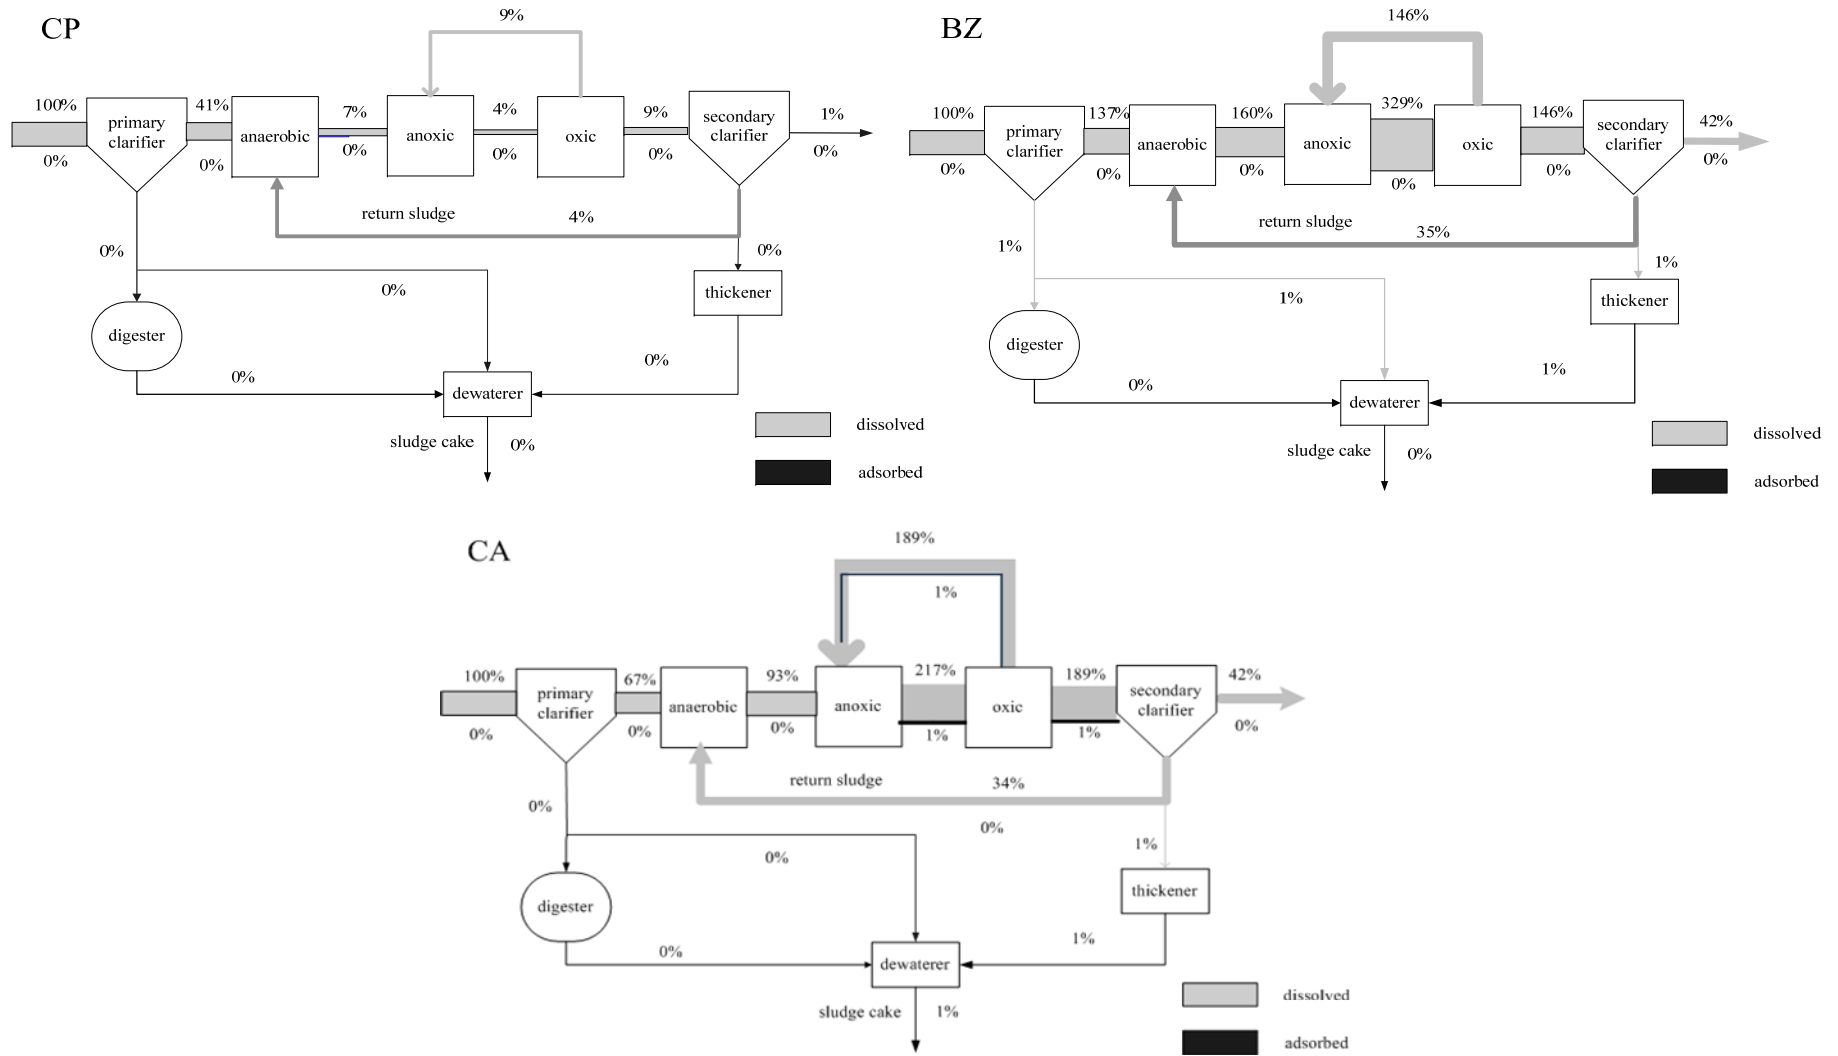 CP
9%
100%
41%
7%
4%
9%
1%
primary
clarifier
anaerobic
anoxic
oxic
secondary
clarifier
0%
0%
0%
0%
0%
0%
return sludge
4%
0%
0%
0%
thickener
digester
0%
0%
dewaterer
sludge cake
0%
dissolved
adsorbed
BZ
146%
100%
137%
160%
329%
146%
42%
primary
clarifier
anaerobic
anoxic
oxic
secondary
clarifier
0%
0%
0%
0%
0%
0%
return sludge
35%
1%
1%
1%
thickener
digester
0%
1%
dewaterer
sludge cake
0%
dissolved
adsorbed
CA
189%
1%
100%
67%
93%
217%
189%
42%
primary
clarifier
anaerobic
anoxic
oxic
secondary
clarifier
0%
0%
0%
1%
1%
0%
return sludge
34%
0%
0%
1%
0%
thickener
digester
0%
1%
dewaterer
sludge cake
1%
dissolved
adsorbed